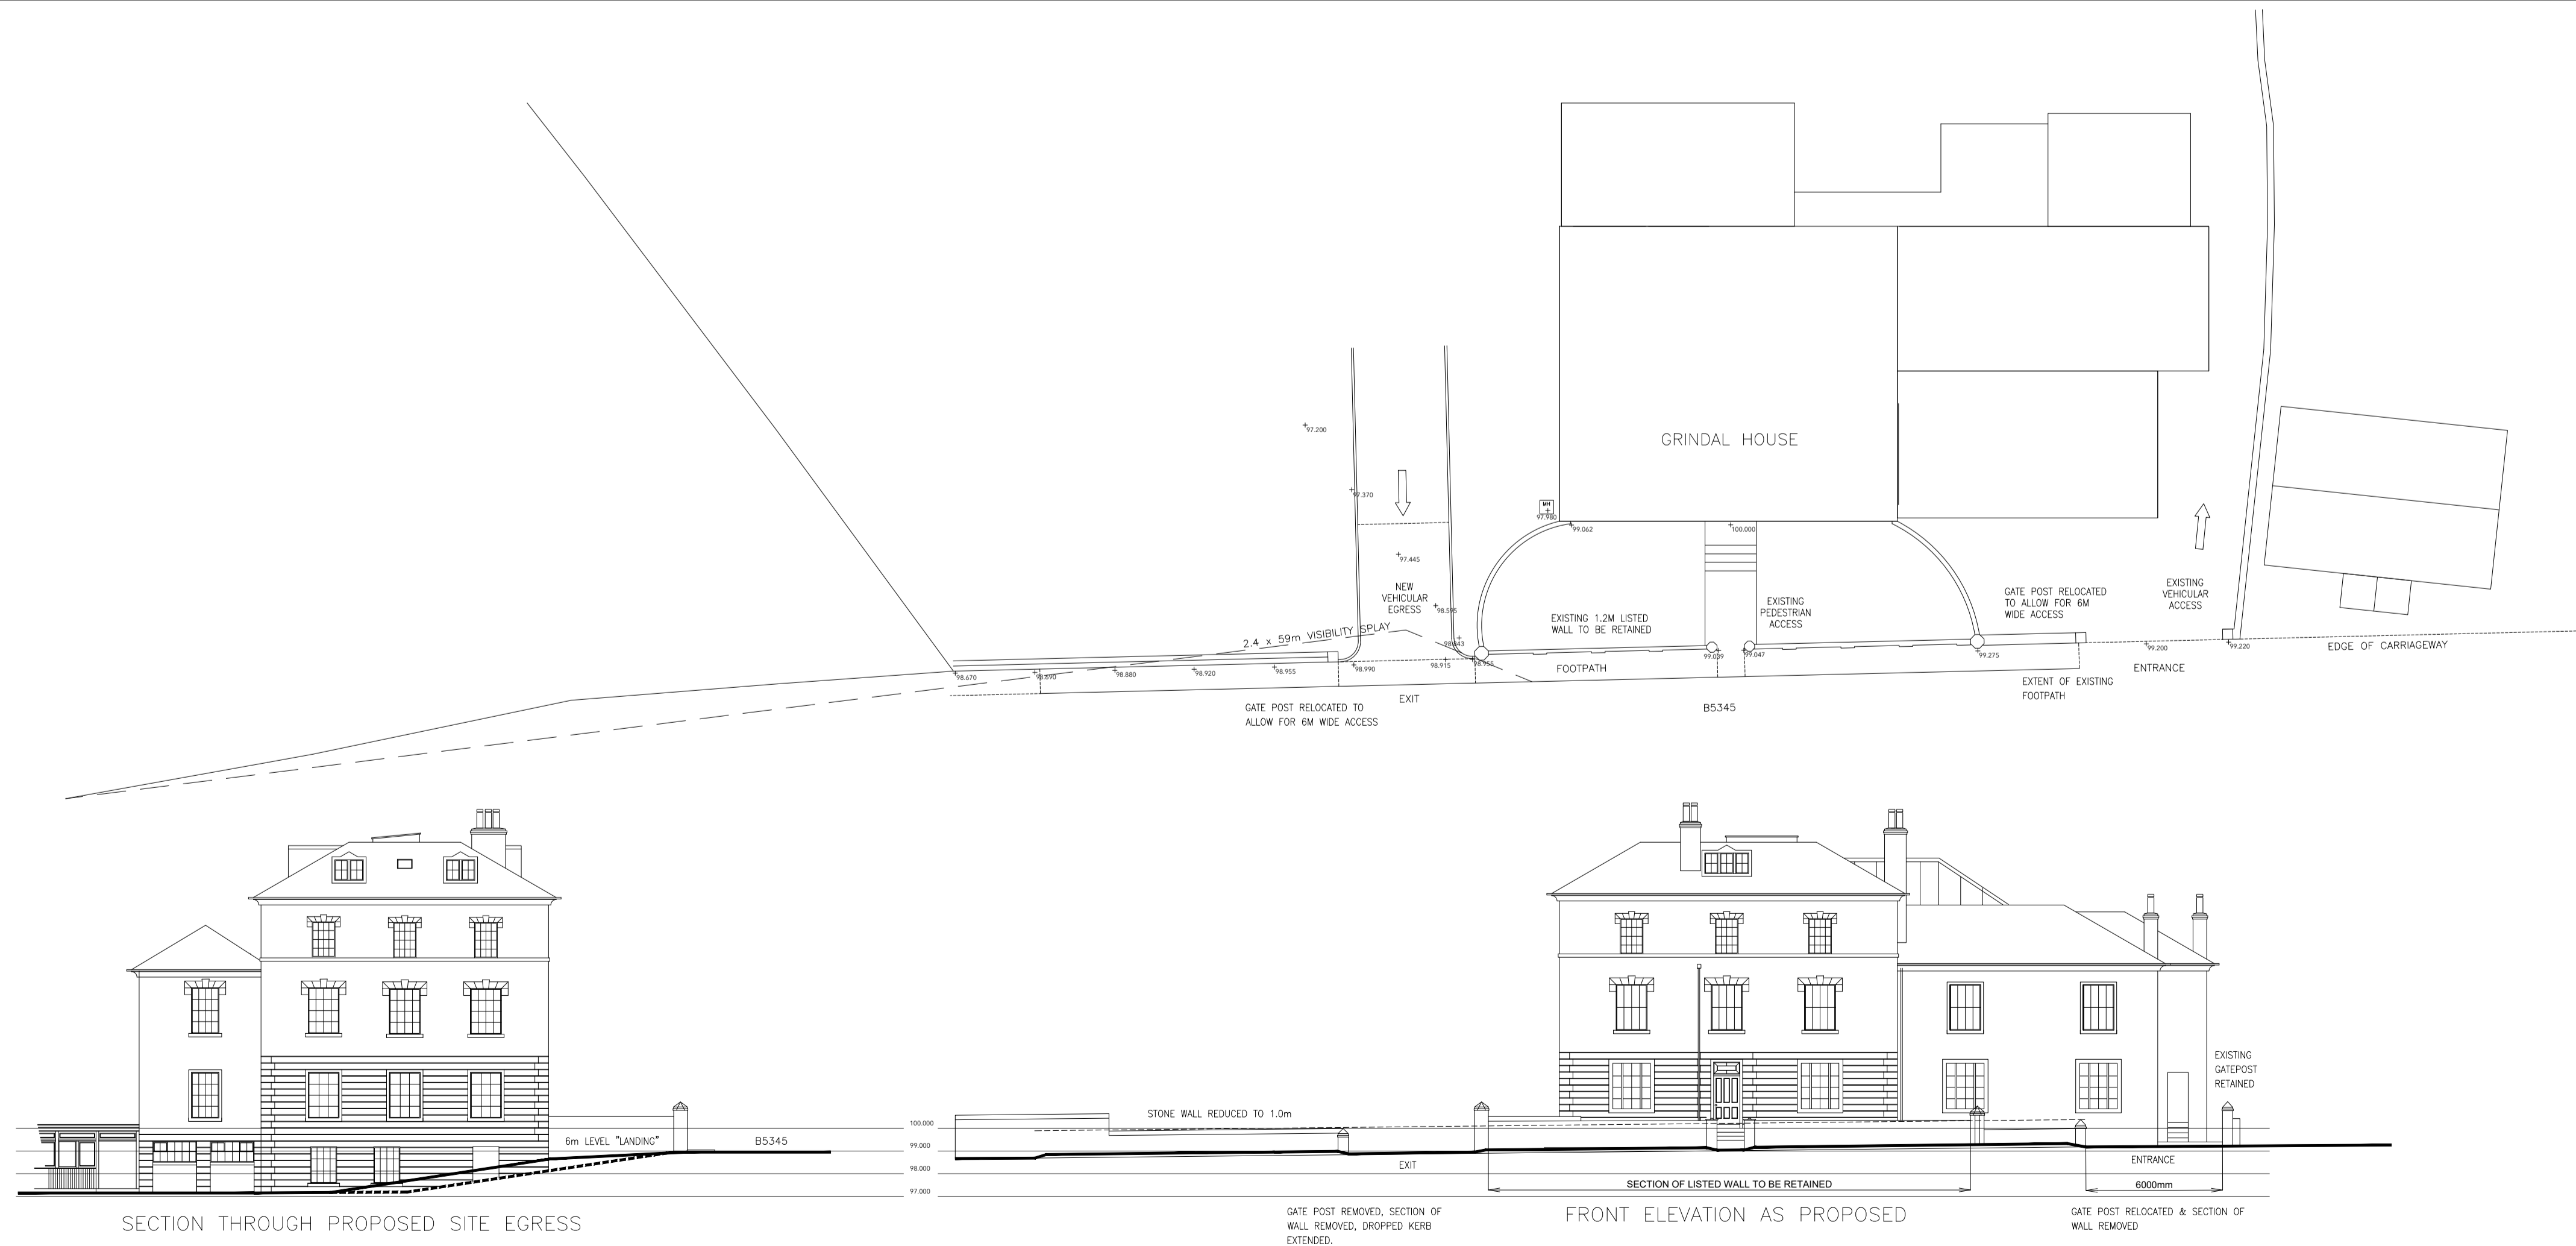 GRINDAL HOUSE
97.200
97.370
MH
97.980
99.062
100.000
97.445
NEW
VEHICULAR
EGRESS
98.595
EXISTING 1.2M LISTED
WALL TO BE RETAINED
EXISTING
PEDESTRIAN
ACCESS
GATE POST RELOCATED
TO ALLOW FOR 6M
WIDE ACCESS
EXISTING
VEHICULAR
ACCESS
2.4 x 59m VISIBILITY SPLAY
98.670
98.690
98.880
98.920
98.955
98.990
98.915
98.955
FOOTPATH
99.047
99.275
99.200
99.220
EDGE OF CARRIAGEWAY
ENTRANCE
EXTENT OF EXISTING
FOOTPATH
EXIT
GATE POST RELOCATED TO
ALLOW FOR 6M WIDE ACCESS
B5345
6m LEVEL "LANDING"
B5345
100.000
99.000
98.000
97.000
STONE WALL REDUCED TO 1.0m
EXIT
EXISTING
GATEPOST
RETAINED
ENTRANCE
SECTION OF LISTED WALL TO BE RETAINED
6000mm
SECTION THROUGH PROPOSED SITE EGRESS
GATE POST REMOVED, SECTION OF
WALL REMOVED, DROPPED KERB
EXTENDED.
FRONT ELEVATION AS PROPOSED
GATE POST RELOCATED & SECTION OF
WALL REMOVED